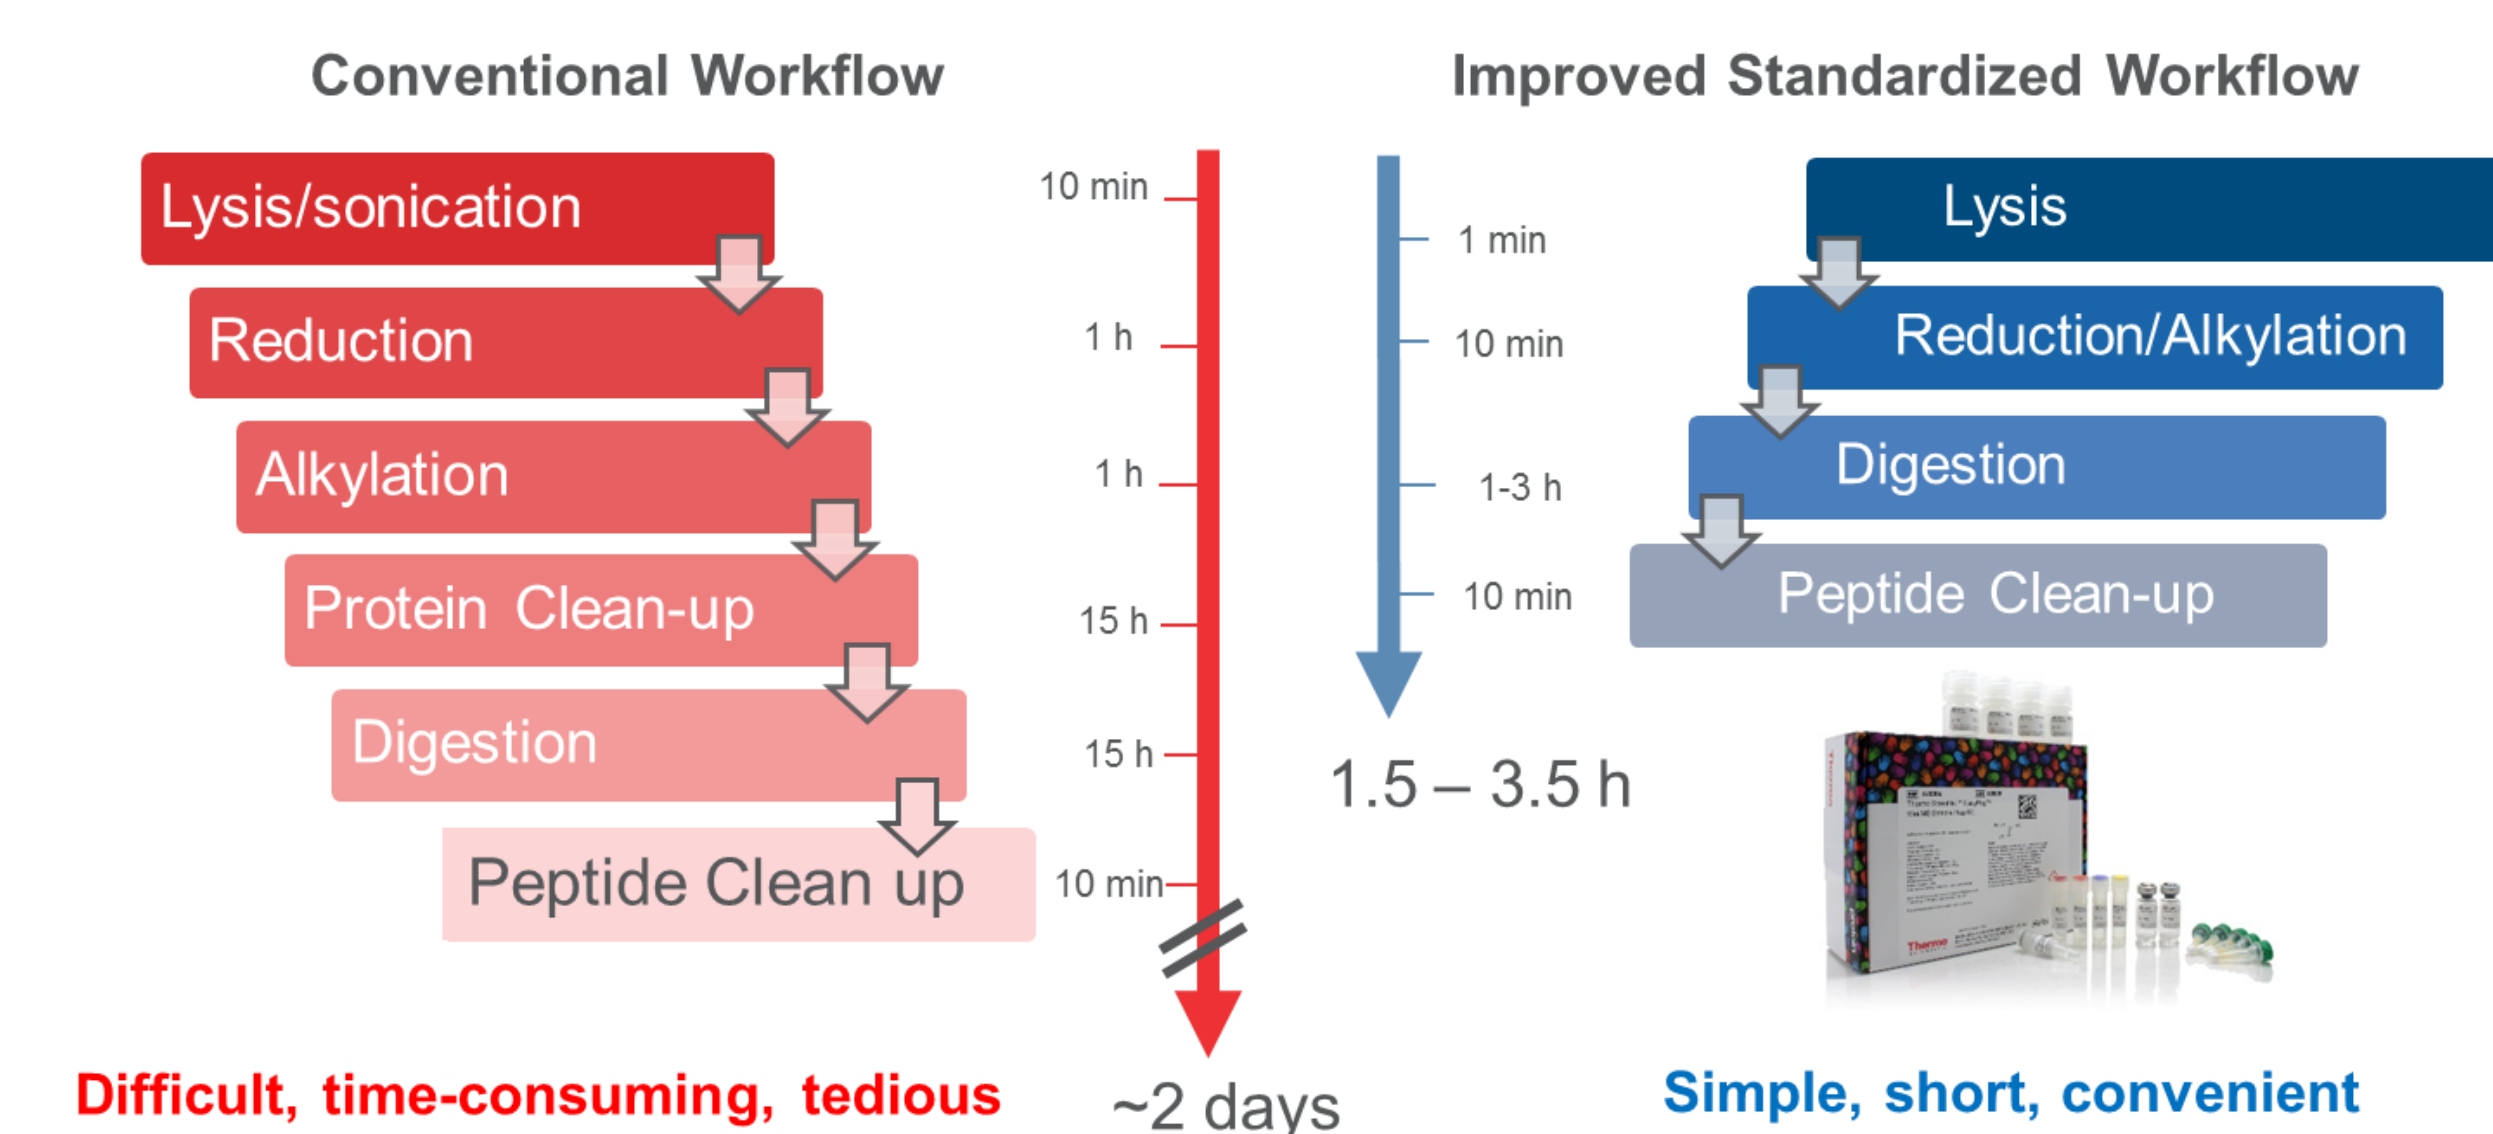 Conventional Workflow
Improved Standardized Workflow
Lysis/sonication
Reduction
Alkylation
Protein Clean-up
Digestion
Peptide Clean up
10 min
1 h
1 h
15 h
15 h
10 min
~2 days
1 min
10 min
1-3 h
10 min
1.5 – 3.5 h
Lysis
Reduction/Alkylation
Digestion
Peptide Clean-up
Thermo
Difficult, time-consuming, tedious
Simple, short, convenient